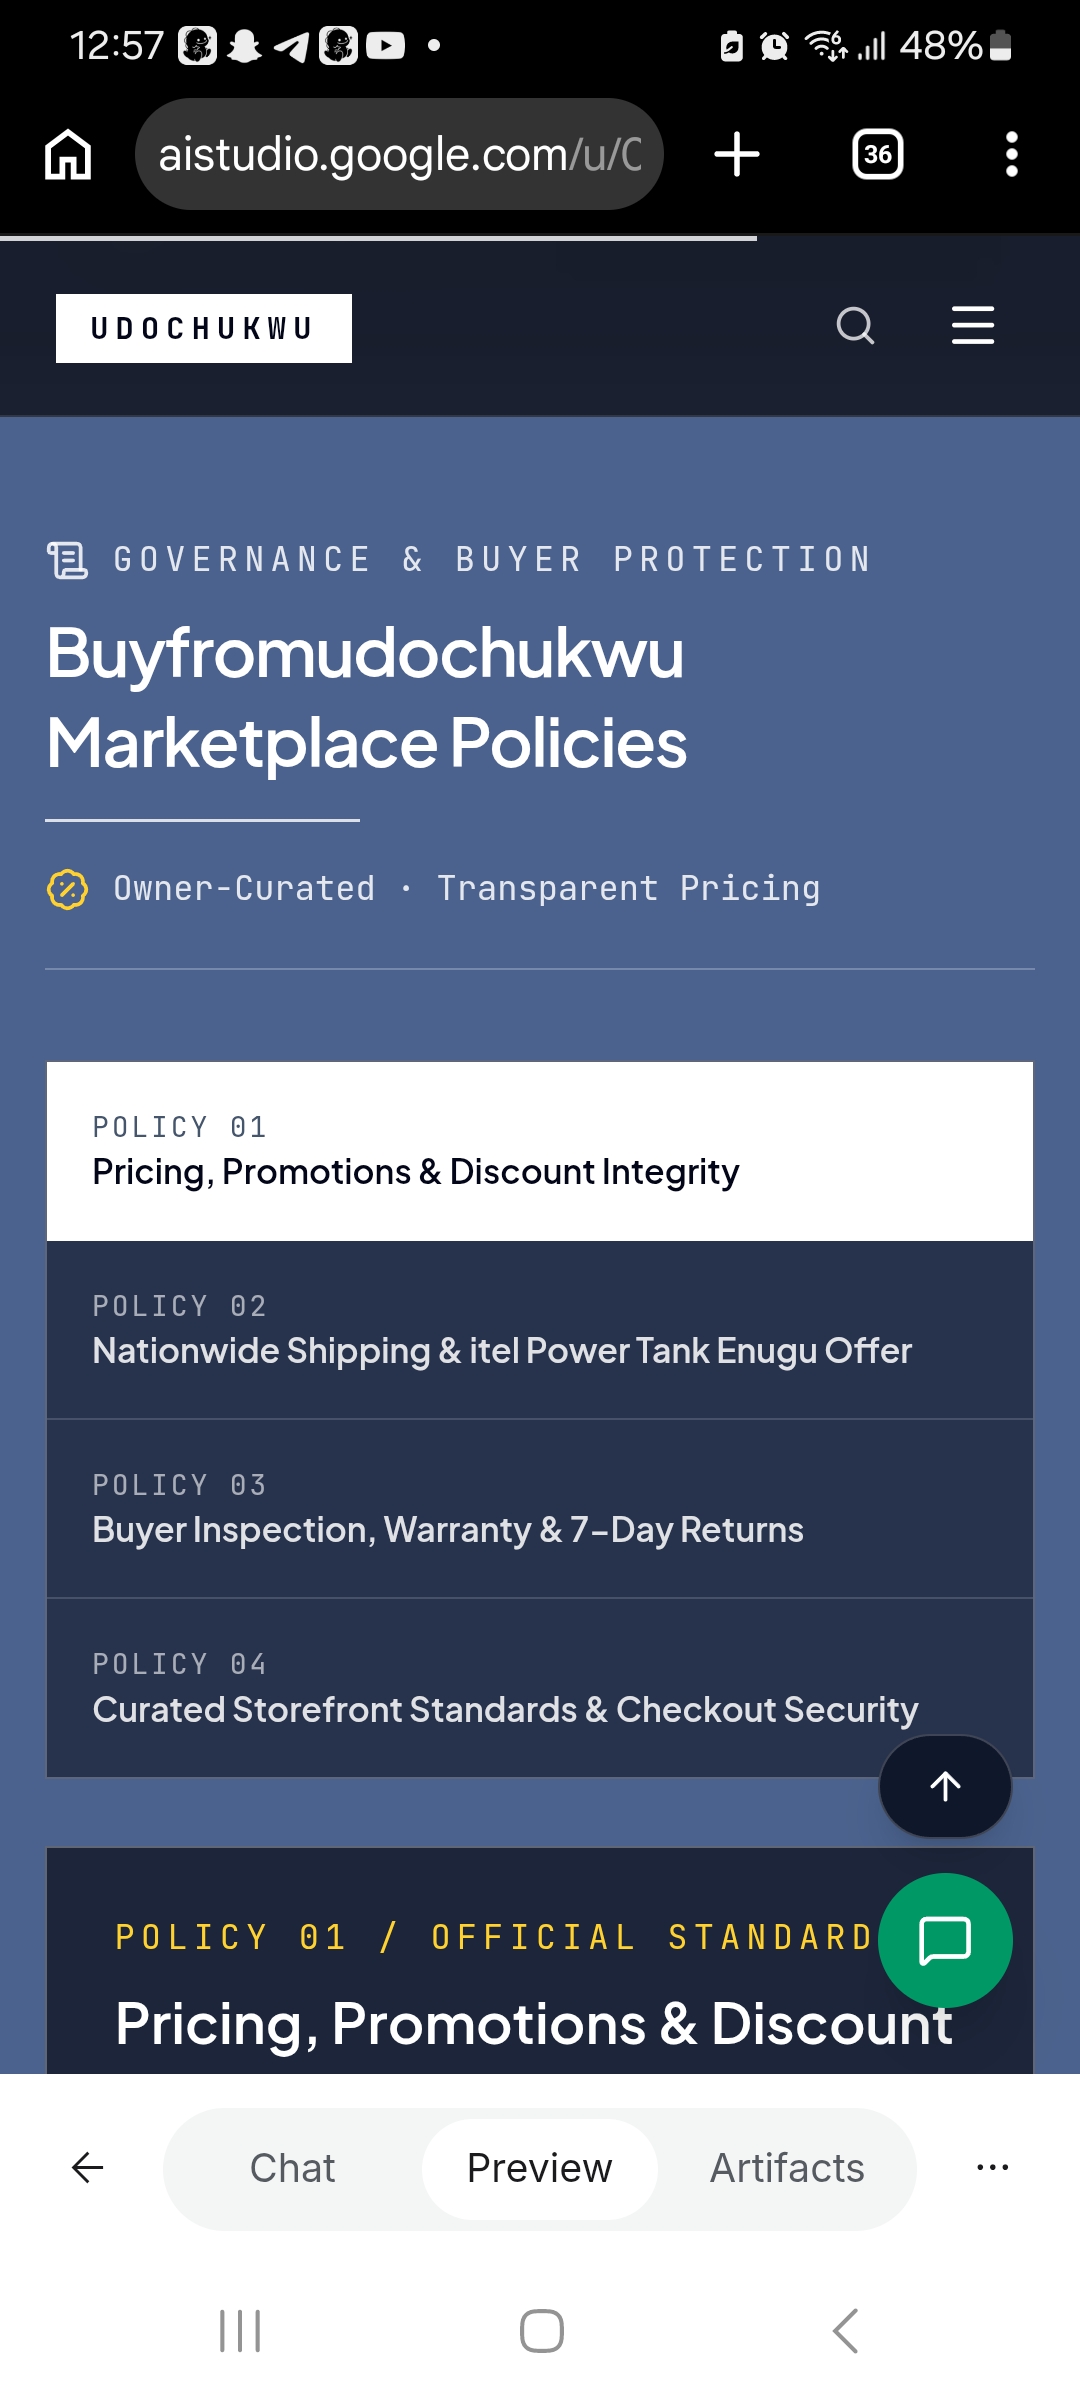 12:57
48%
aistudio.google.com/u/0
36
UDOCHUKWU
GOVERNANCE & BUYER PROTECTION
Buyfromudochukwu
Marketplace Policies
Owner-Curated · Transparent Pricing
POLICY 01
Pricing, Promotions & Discount Integrity
POLICY 02
Nationwide Shipping & itel Power Tank Enugu Offer
POLICY 03
Buyer Inspection, Warranty & 7-Day Returns
POLICY 04
Curated Storefront Standards & Checkout Security
POLICY 01 / OFFICIAL STANDARD
Pricing, Promotions & Discount
Chat
Preview
Artifacts